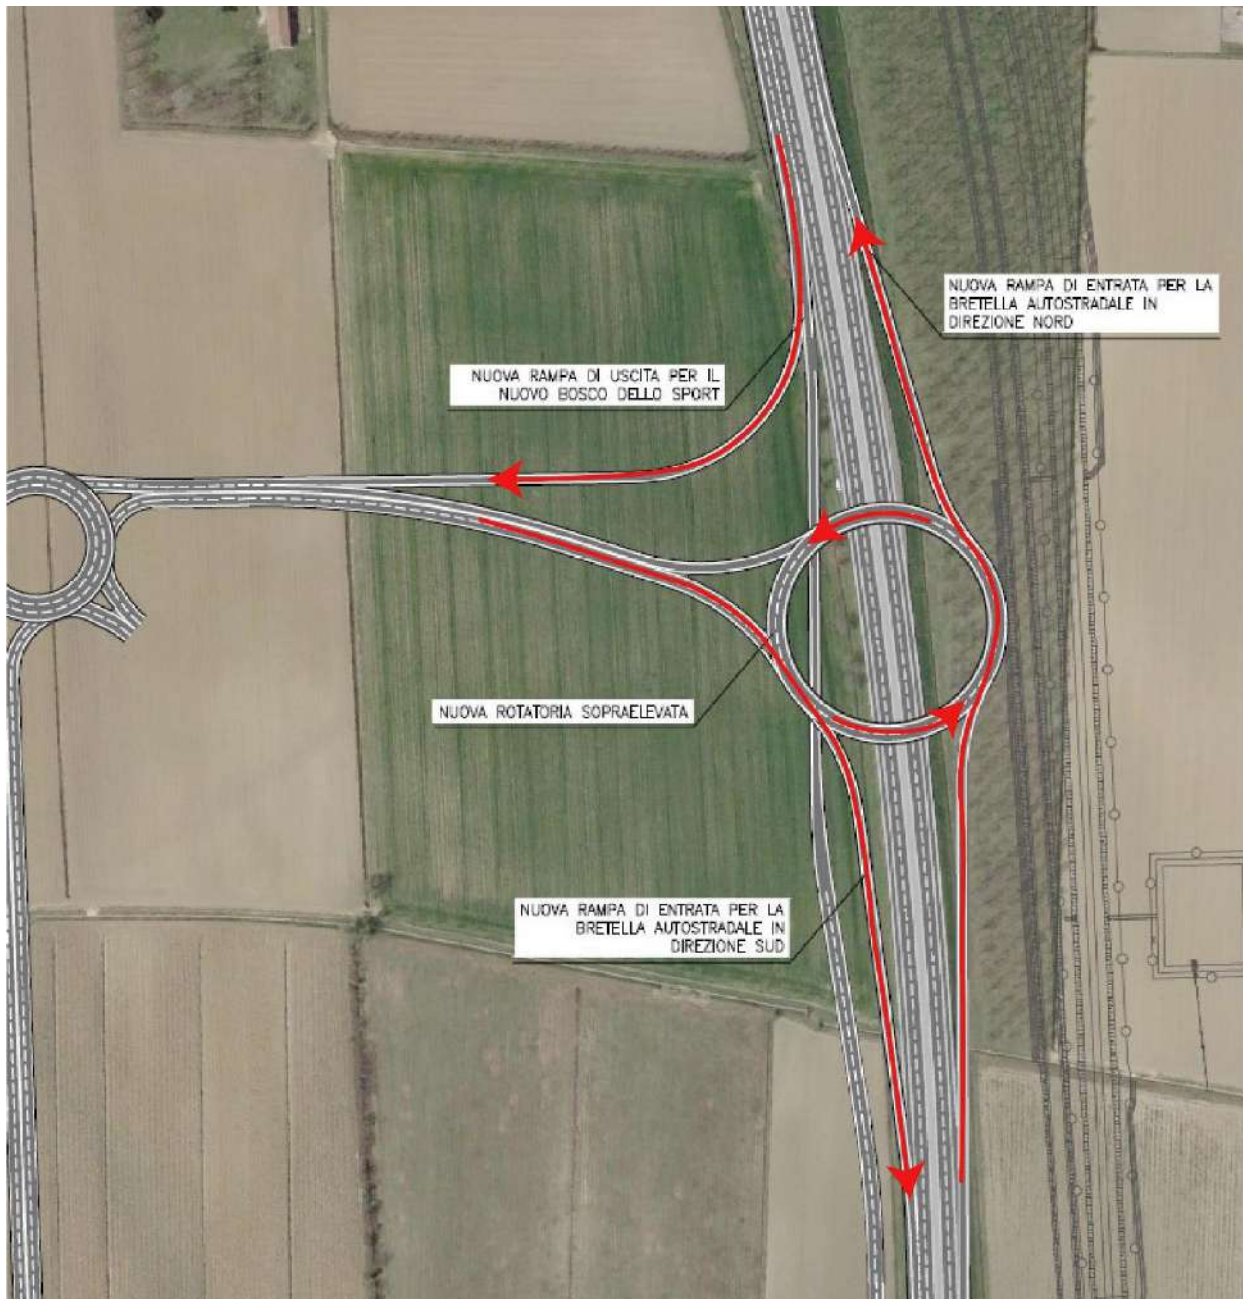 NUOVA RAMPA DI ENTRATA PER LA
BRETELLA AUTOSTRADALE IN
DIREZIONE NORD
NUOVA RAMPA DI USCITA PER IL
NUOVO BOSCO DELLO SPORT
NUOVA ROTATORIA SOPRAELEVATA
NUOVA RAMPA DI ENTRATA PER LA
BRETELLA AUTOSTRADALE IN
DIREZIONE SUD